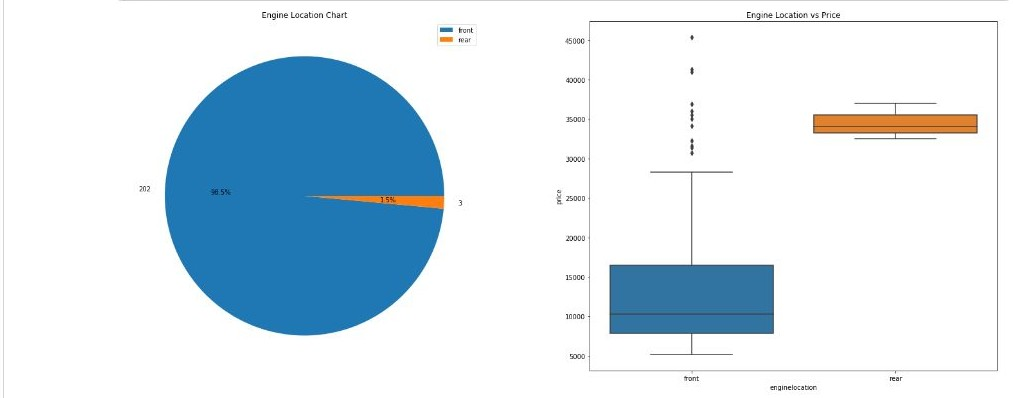 Engine Location Chart
front
rear
202
98.5%
1.5%
3
Engine Location vs Price
45000
40000
35000
30000
25000
20000
15000
10000
5000
price
front
rear
enginelocation